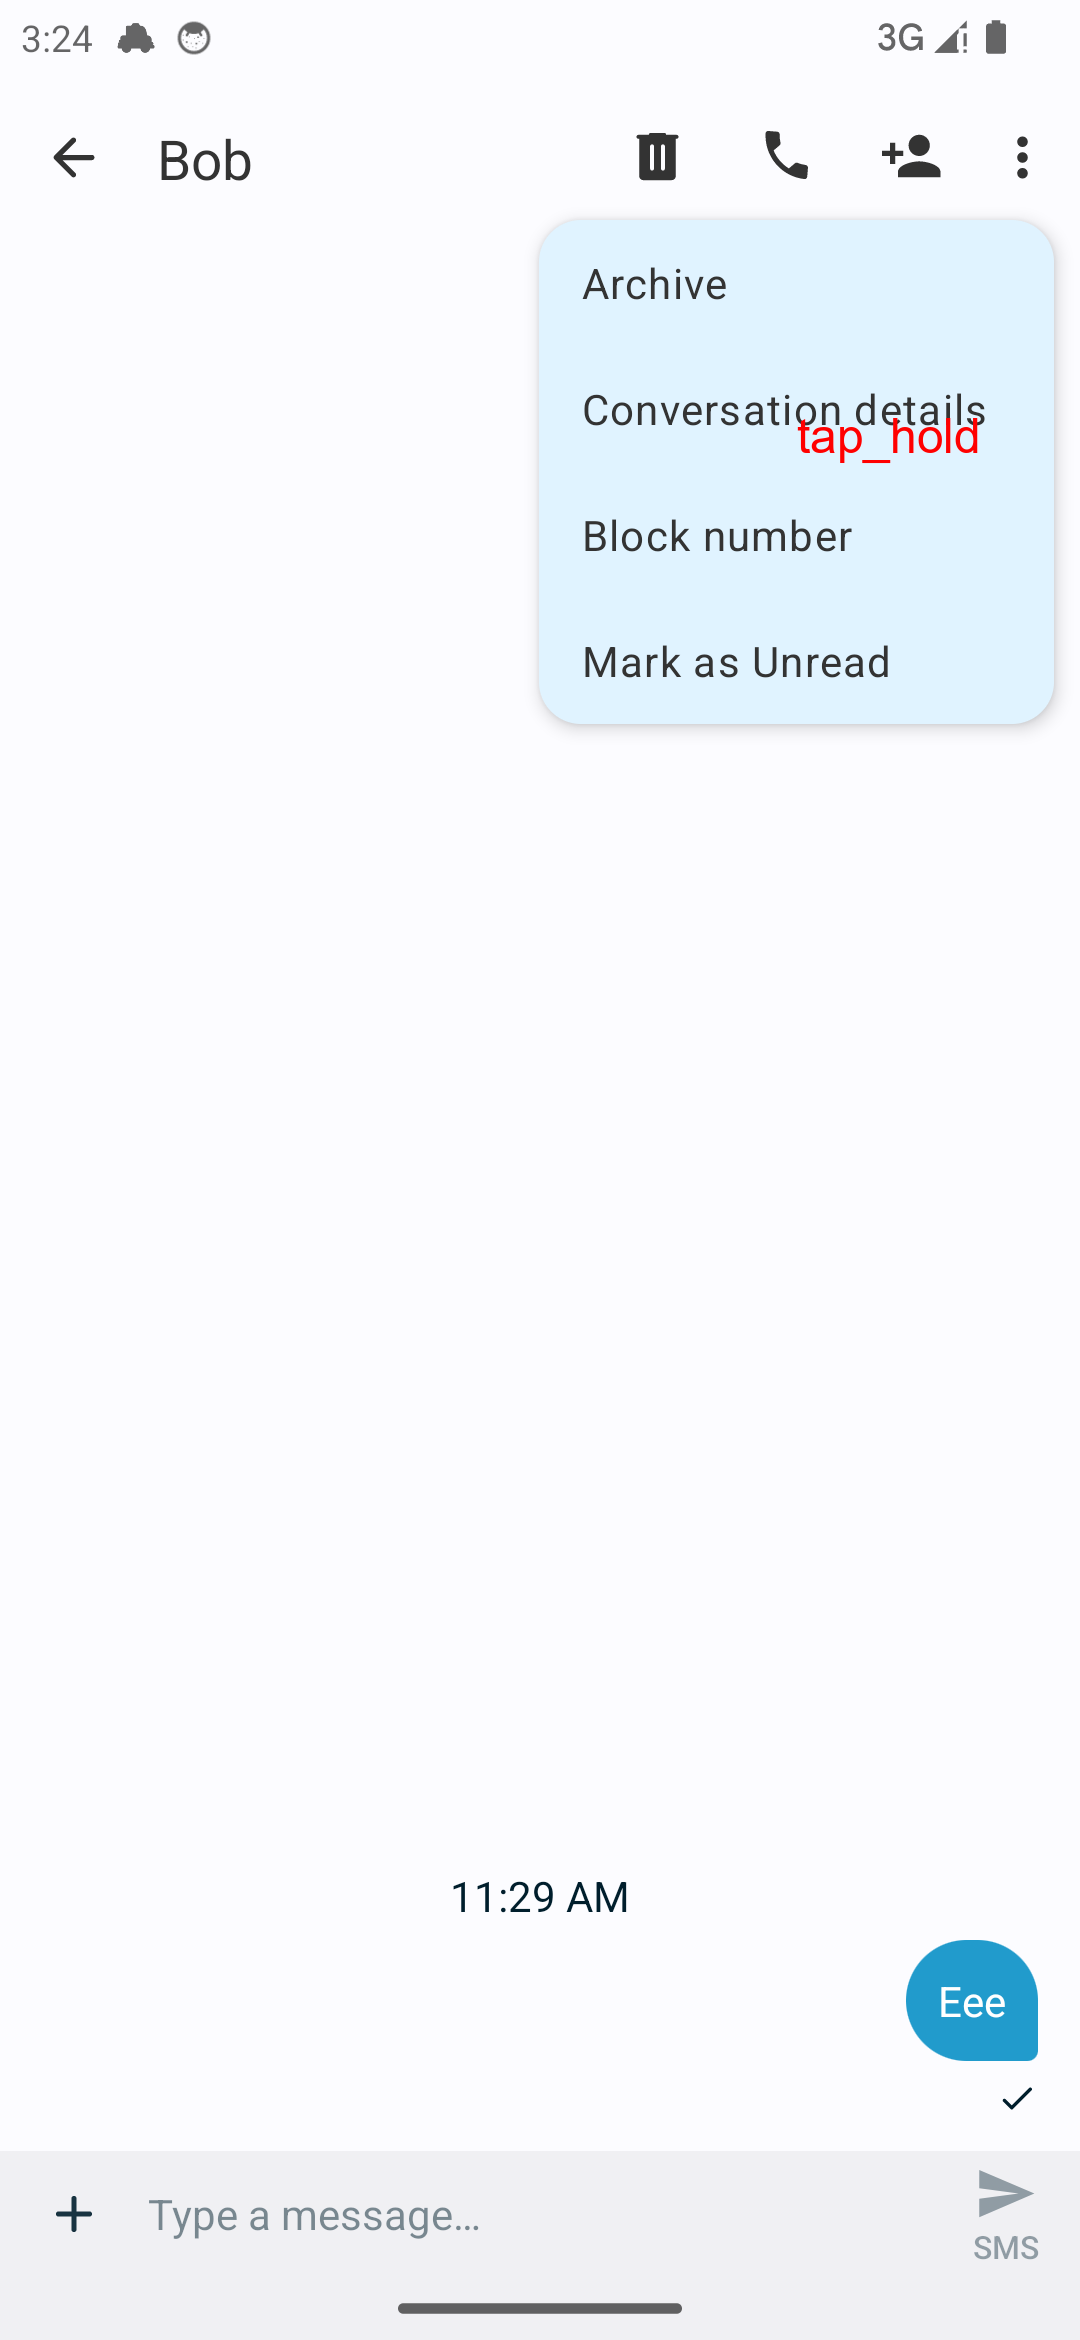 3:24
3G
Bob
Archive
Conversation details
tap_hold
Block number
Mark as Unread
11:29 AM
Eee
Type a message...
SMS